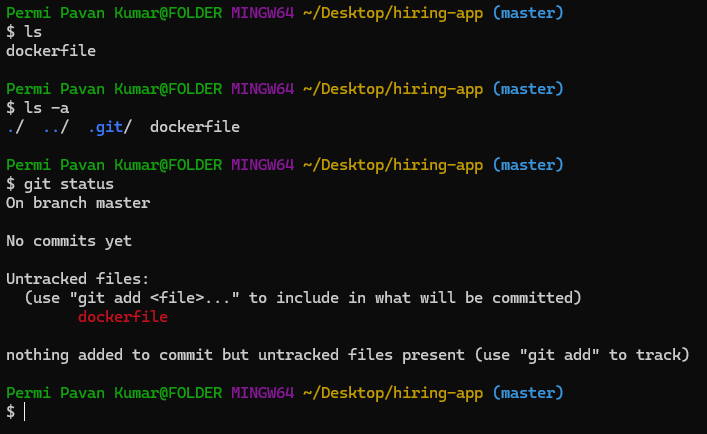 Permi Pavan Kumar@FOLDER MINGW64 ~/Desktop/hiring-app (master)
$ ls
dockerfile
Permi Pavan Kumar@FOLDER MINGW64 ~/Desktop/hiring-app (master)
$ ls -a
./  ../  .git/  dockerfile
Permi Pavan Kumar@FOLDER MINGW64 ~/Desktop/hiring-app (master)
$ git status
On branch master
No commits yet
Untracked files:
  (use "git add <file>..." to include in what will be committed)
        dockerfile
nothing added to commit but untracked files present (use "git add" to track)
Permi Pavan Kumar@FOLDER MINGW64 ~/Desktop/hiring-app (master)
$